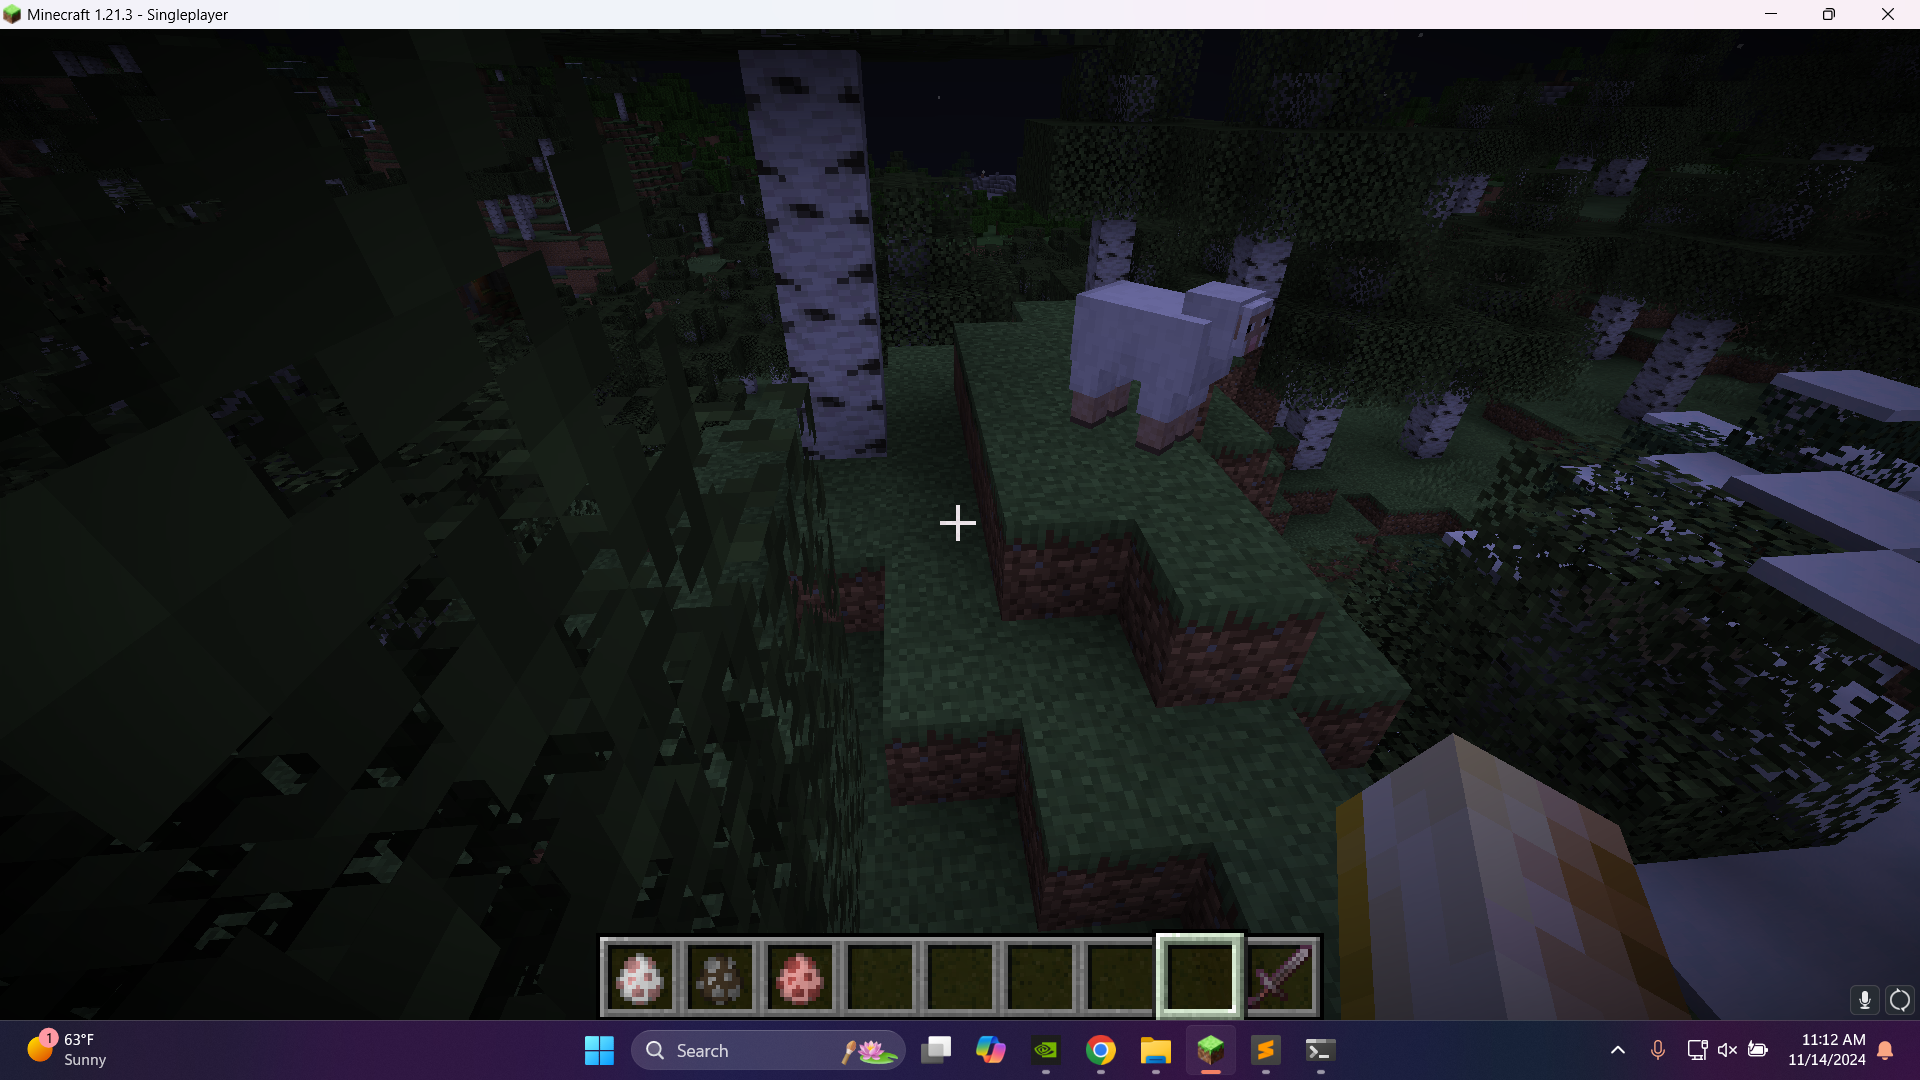 Minecraft 1.21.3 - Singleplayer
1
63°F
Sunny
Search
11:12 AM
11/14/2024